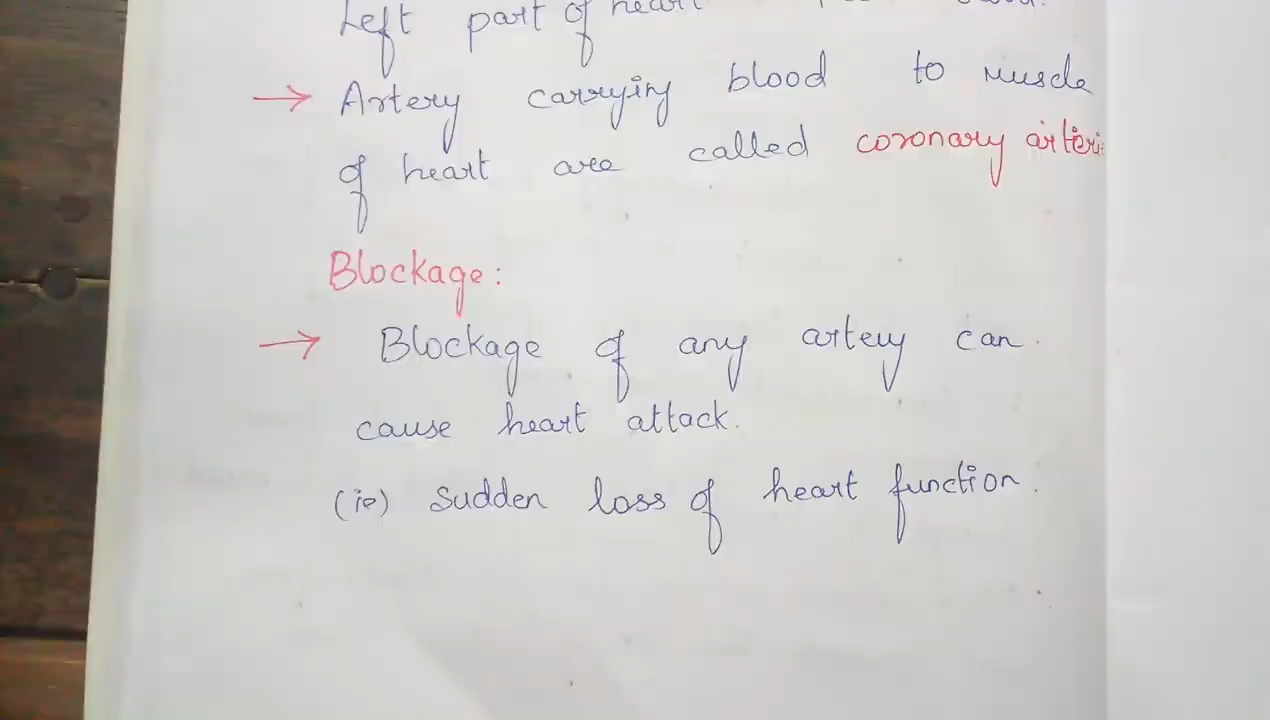 Left part of heart
→ Artery carrying blood to muscle
of heart are called coronary arteri
Blockage:
→ Blockage of any artery can
cause heart attack.
(ie) Sudden loss of heart function.